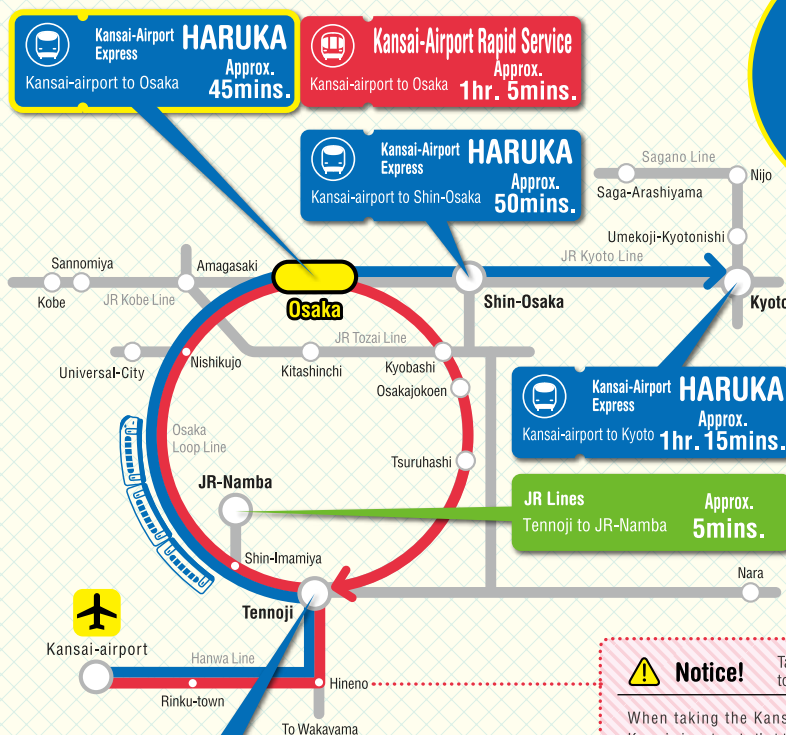 Kansai-Airport Express HARUKA
Kansai-airport to Osaka Approx. 45mins.
Kansai-Airport Rapid Service
Kansai-airport to Osaka Approx. 1hr. 5mins.
Kansai-Airport Express HARUKA
Kansai-airport to Shin-Osaka Approx. 50mins.
Sagano Line
Saga-Arashiyama
Nijo
Umekoji-Kyotonishi
JR Kyoto Line
Sannomiya
Amagasaki
Kobe
JR Kobe Line
Osaka
Shin-Osaka
Kyoto
JR Tozai Line
Universal-City
Nishikujo
Kitashinchi
Kyobashi
Osakajokoen
Kansai-Airport Express HARUKA
Kansai-airport to Kyoto Approx. 1hr. 15mins.
Osaka
Loop Line
Tsuruhashi
JR-Namba
JR Lines
Tennoji to JR-Namba Approx. 5mins.
Shin-Imamiya
Nara
Tennoji
Kansai-airport
Hanwa Line
Rinku-town
Hineno
To Wakayama
Notice!
to
When taking the Kans